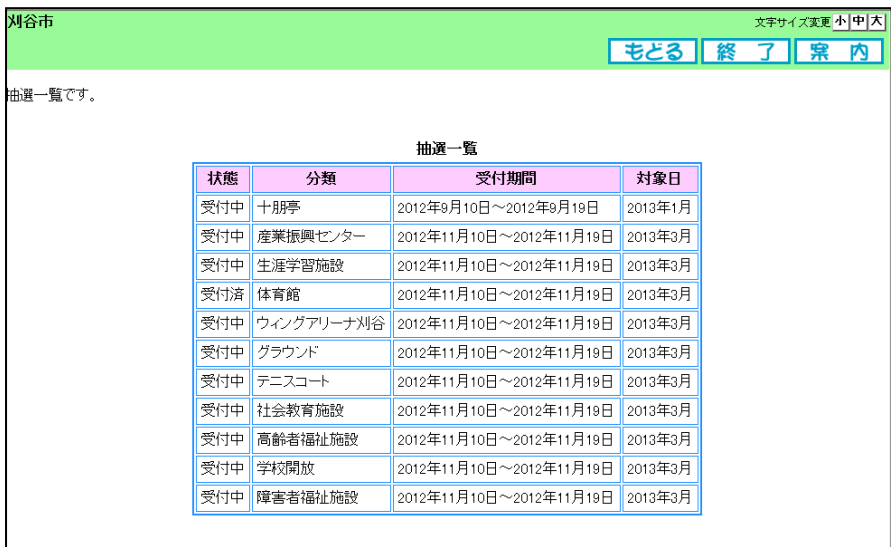 刈谷市
文字サイズ変更 小 中 大
もどる 終 了 案 内
抽選一覧です。
抽選一覧
状態 分類 受付期間 対象日
受付中 十朋亭 2012年9月10日～2012年9月19日 2013年1月
受付中 産業振興センター 2012年11月10日～2012年11月19日 2013年3月
受付中 生涯学習施設 2012年11月10日～2012年11月19日 2013年3月
受付済 体育館 2012年11月10日～2012年11月19日 2013年3月
受付中 ウィングアリーナ刈谷 2012年11月10日～2012年11月19日 2013年3月
受付中 グラウンド 2012年11月10日～2012年11月19日 2013年3月
受付中 テニスコート 2012年11月10日～2012年11月19日 2013年3月
受付中 社会教育施設 2012年11月10日～2012年11月19日 2013年3月
受付中 高齢者福祉施設 2012年11月10日～2012年11月19日 2013年3月
受付中 学校開放 2012年11月10日～2012年11月19日 2013年3月
受付中 障害者福祉施設 2012年11月10日～2012年11月19日 2013年3月